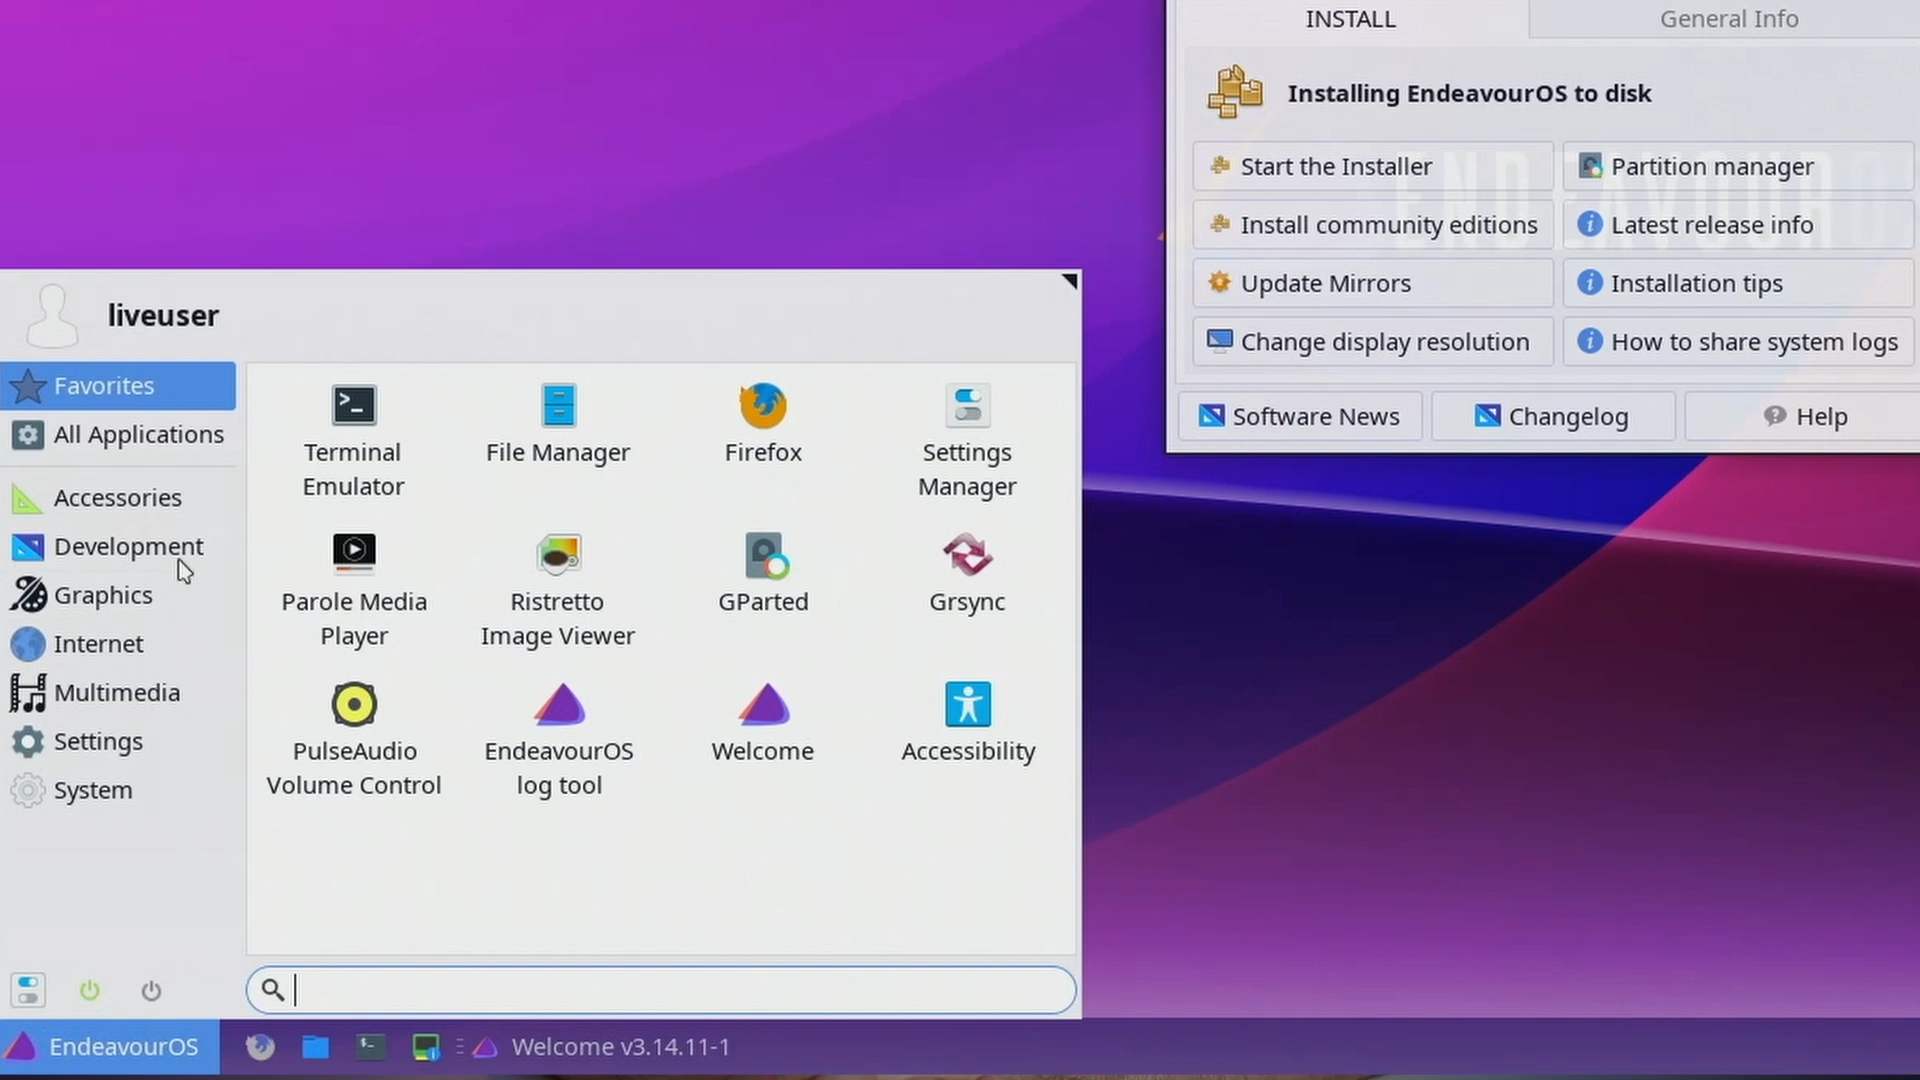 INSTALL
General Info
Installing EndeavourOS to disk
Start the Installer
Partition manager
Install community editions
Latest release info
Update Mirrors
Installation tips
Change display resolution
How to share system logs
Software News
Changelog
Help
ENDEAVOURO
liveuser
Favorites
All Applications
Accessories
Development
Graphics
Internet
Multimedia
Settings
System
Terminal
Emulator
File Manager
Firefox
Settings
Manager
Parole Media
Player
Ristretto
Image Viewer
GParted
Grsync
PulseAudio
Volume Control
EndeavourOS
log tool
Welcome
Accessibility
EndeavourOS
Welcome v3.14.11-1